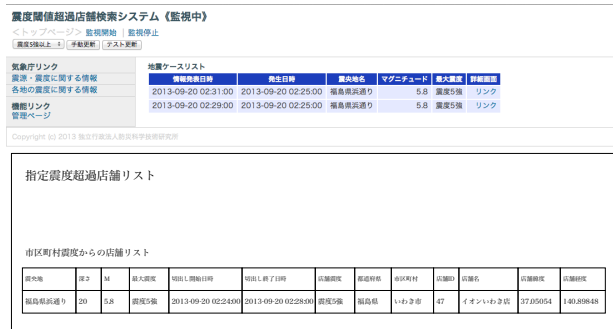 震度閾値超過店舗検索システム《監視中》
<トップページ> 監視開始 | 監視停止
震度5強以上 手動更新 テスト更新
気象庁リンク
震源・震度に関する情報
各地の震度に関する情報
機能リンク
管理ページ
地震ケースリスト
情報発表日時 発生日時 震央地名 マグニチュード 最大震度 詳細画面
2013-09-20 02:31:00 2013-09-20 02:25:00 福島県浜通り 5.8 震度5強 リンク
2013-09-20 02:29:00 2013-09-20 02:25:00 福島県浜通り 5.8 震度5強 リンク
Copyright (c) 2013 独立行政法人防災科学技術研究所
指定震度超過店舗リスト
市区町村震度からの店舗リスト
震央地 深さ M 最大震度 切出し開始日時 切出し終了日時 店舗震度 都道府県 市区町村 店舗ID 店舗名 店舗緯度 店舗経度
福島県浜通り 20 5.8 震度5強 2013-09-20 02:24:00 2013-09-20 02:28:00 震度5強 福島県 いわき市 47 イオンいわき店 37.05054 140.89848